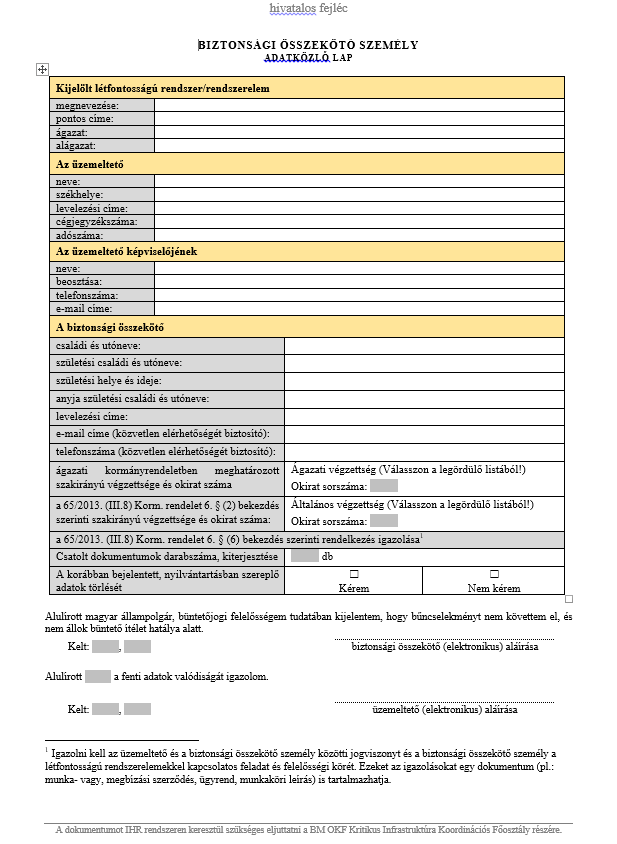 hivatalos fejléc
BIZTONSÁGI ÖSSZEKÖTŐ SZEMÉLY
ADATKÖZLŐ LAP
Kijelölt létfontosságú rendszer/rendszerelem
megnevezése:
pontos címe:
ágazat:
alágazat:
Az üzemeltető
neve:
székhelye:
levelezési címe:
cégjegyzékszáma:
adószáma:
Az üzemeltető képviselőjének
neve:
beosztása:
telefonszáma:
e-mail címe:
A biztonsági összekötő
családi és utóneve:
születési családi és utóneve:
születési helye és ideje:
anyja születési családi és utóneve:
levelezési címe:
e-mail címe (közvetlen elérhetőségét biztosító):
telefonszáma (közvetlen elérhetőségét biztosító):
ágazati kormányrendeletben meghatározott
szakirányú végzettsége és okirat száma
Ágazati végzettség (Válasszon a legördülő listából!)
Okirat sorszáma:
a 65/2013. (III.8) Korm. rendelet 6. § (2) bekezdés
szerinti szakirányú végzettsége és okirat száma:
Általános végzettség (Válasszon a legördülő listából!)
Okirat sorszáma:
a 65/2013. (III.8) Korm. rendelet 6. § (6) bekezdés szerinti rendelkezés igazolása¹
Csatolt dokumentumok darabszáma, kiterjesztése
db
A korábban bejelentett, nyilvántartásban szereplő
adatok törlését
☐ Kérem
☐ Nem kérem
Alulírott magyar állampolgár, büntetőjogi felelősségem tudatában kijelentem, hogy bűncselekményt nem követtem el, és
nem állok büntető ítélet hatálya alatt.
Kelt: ,
biztonsági összekötő (elektronikus) aláírása
Alulírott a fenti adatok valódiságát igazolom.
Kelt: ,
üzemeltető (elektronikus) aláírása
¹ Igazolni kell az üzemeltető és a biztonsági összekötő személy közötti jogviszonyt és a biztonsági összekötő személy a
létfontosságú rendszerelemekkel kapcsolatos feladat és felelősségi körét. Ezeket az igazolásokat egy dokumentum (pl.:
munka- vagy, megbízási szerződés, ügyrend, munkaköri leírás) is tartalmazhatja.
A dokumentumot IHR rendszeren keresztül szükséges eljuttatni a BM OKF Kritikus Infrastruktúra Koordinációs Főosztály részére.